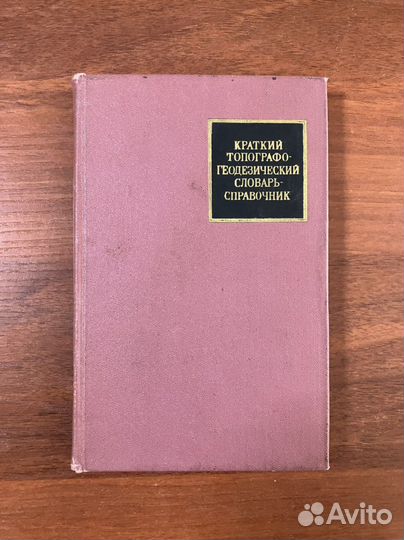 КРАТКИЙ
ТОПОГРАФО-
ГЕОДЕЗИЧЕСКИЙ
СЛОВАРЬ-
СПРАВОЧНИК
Avito